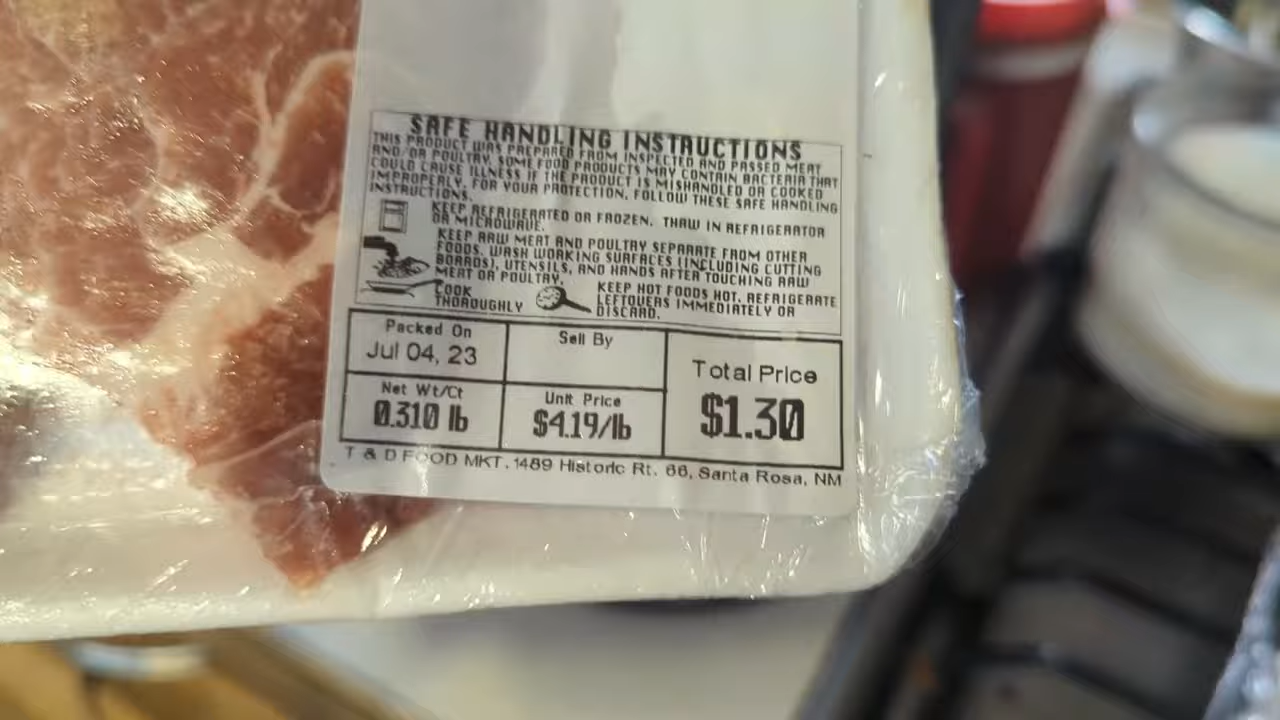 SAFE HANDLING INSTRUCTIONS
THIS PRODUCT WAS PREPARED FROM INSPECTED AND PASSED MEAT
AND/OR POULTRY. SOME FOOD PRODUCTS MAY CONTAIN BACTERIA THAT
COULD CAUSE ILLNESS IF THE PRODUCT IS MISHANDLED OR COOKED
IMPROPERLY. FOR YOUR PROTECTION, FOLLOW THESE SAFE HANDLING
INSTRUCTIONS.
KEEP REFRIGERATED OR FROZEN. THAW IN REFRIGERATOR
OR MICROWAVE.
KEEP RAW MEAT AND POULTRY SEPARATE FROM OTHER
FOODS. WASH WORKING SURFACES (INCLUDING CUTTING
BOARDS), UTENSILS, AND HANDS AFTER TOUCHING RAW
MEAT OR POULTRY.
COOK
THOROUGHLY
KEEP HOT FOODS HOT. REFRIGERATE
LEFTOVERS IMMEDIATELY OR
DISCARD.
Packed On
Jul 04, 23
Sell By
Net Wt/Ct
0.310 lb
Unit Price
$4.19/lb
Total Price
$1.30
T & D FOOD MKT. 1489 Historic Rt. 66, Santa Rosa, NM